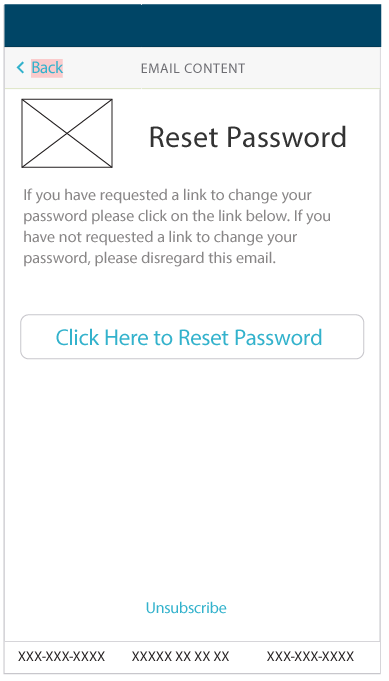 Back EMAIL CONTENT
Reset Password
If you have requested a link to change your
password please click on the link below. If you
have not requested a link to change your
password, please disregard this email.
Click Here to Reset Password
Unsubscribe
XXX-XXX-XXXX XXXXX XX XX XX XXX-XXX-XXXX